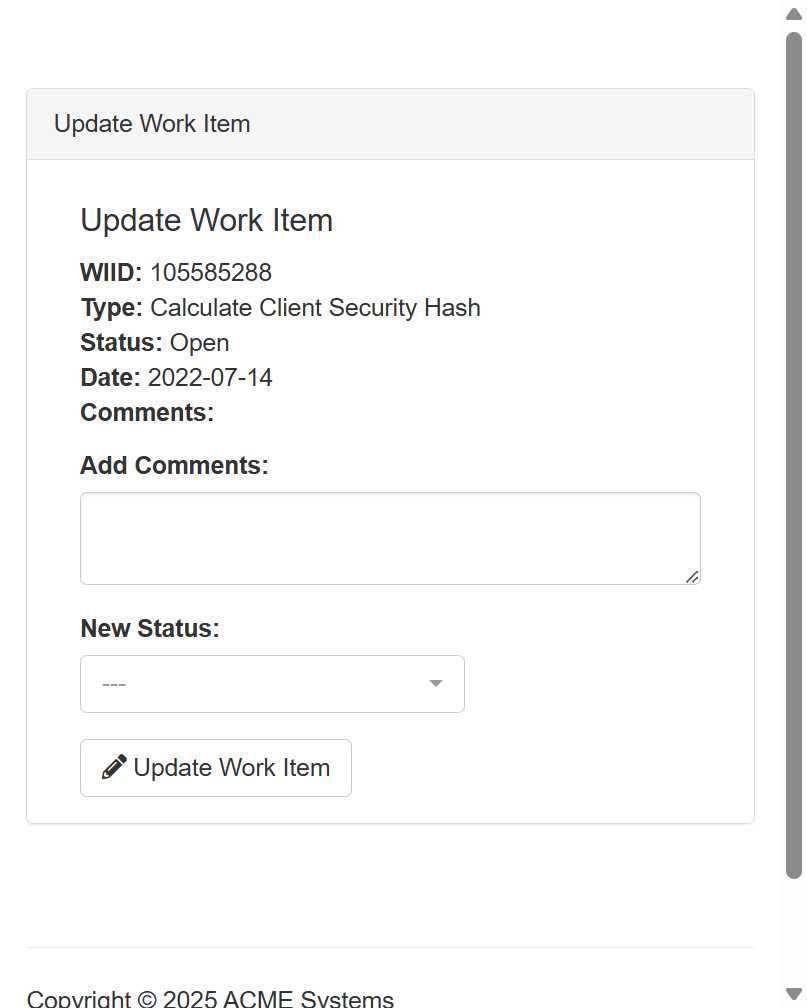 Update Work Item
Update Work Item
WIID: 105585288
Type: Calculate Client Security Hash
Status: Open
Date: 2022-07-14
Comments:
Add Comments:
New Status:
---
Update Work Item
Copyright © 2025 ACME Systems